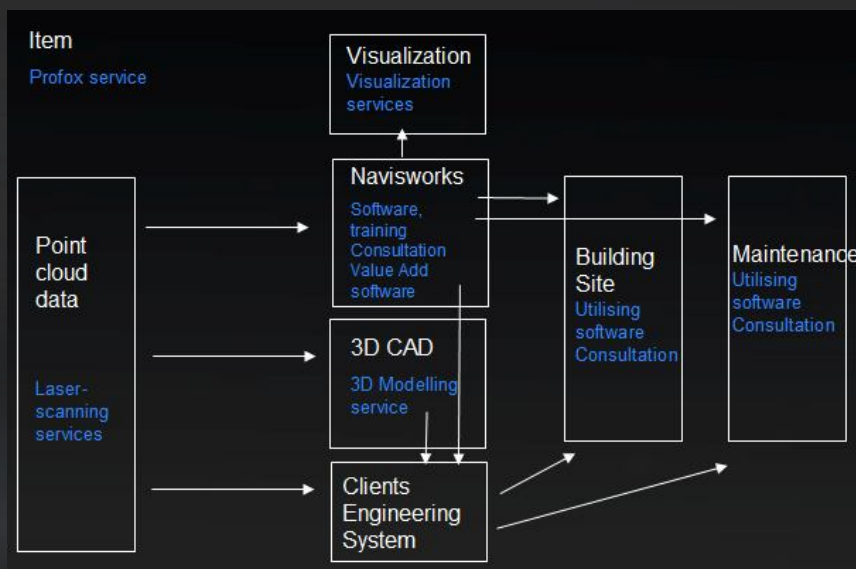 Item
Profox service
Visualization
Visualization
services
Navisworks
Software,
training
Consultation
Value Add
software
Point
cloud
data
Laser-
scanning
services
3D CAD
3D Modelling
service
Clients
Engineering
System
Building
Site
Utilising
software
Consultation
Maintenance
Utilising
software
Consultation